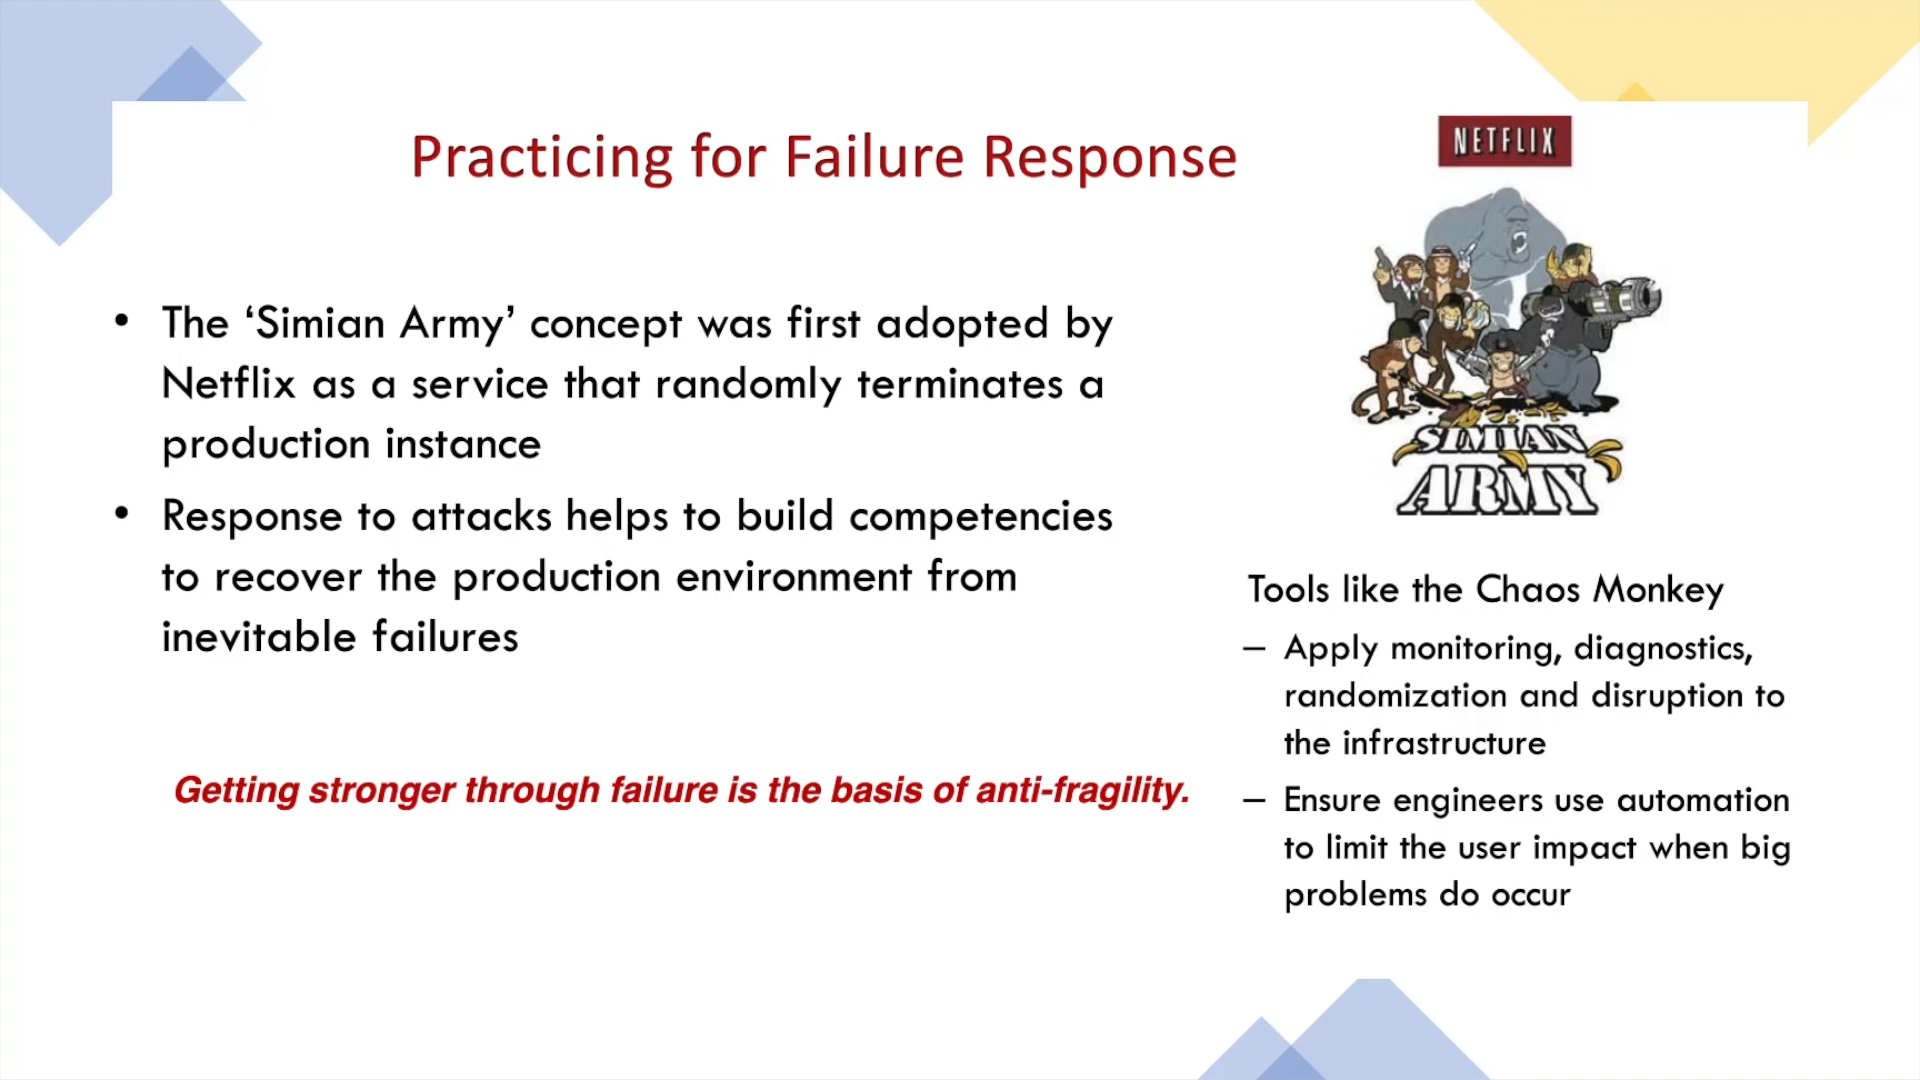 Practicing for Failure Response
NETFLIX
• The ‘Simian Army’ concept was first adopted by
Netflix as a service that randomly terminates a
production instance
• Response to attacks helps to build competencies
to recover the production environment from
inevitable failures
Getting stronger through failure is the basis of anti-fragility.
SIMIAN
ARMY
Tools like the Chaos Monkey
– Apply monitoring, diagnostics,
randomization and disruption to
the infrastructure
– Ensure engineers use automation
to limit the user impact when big
problems do occur